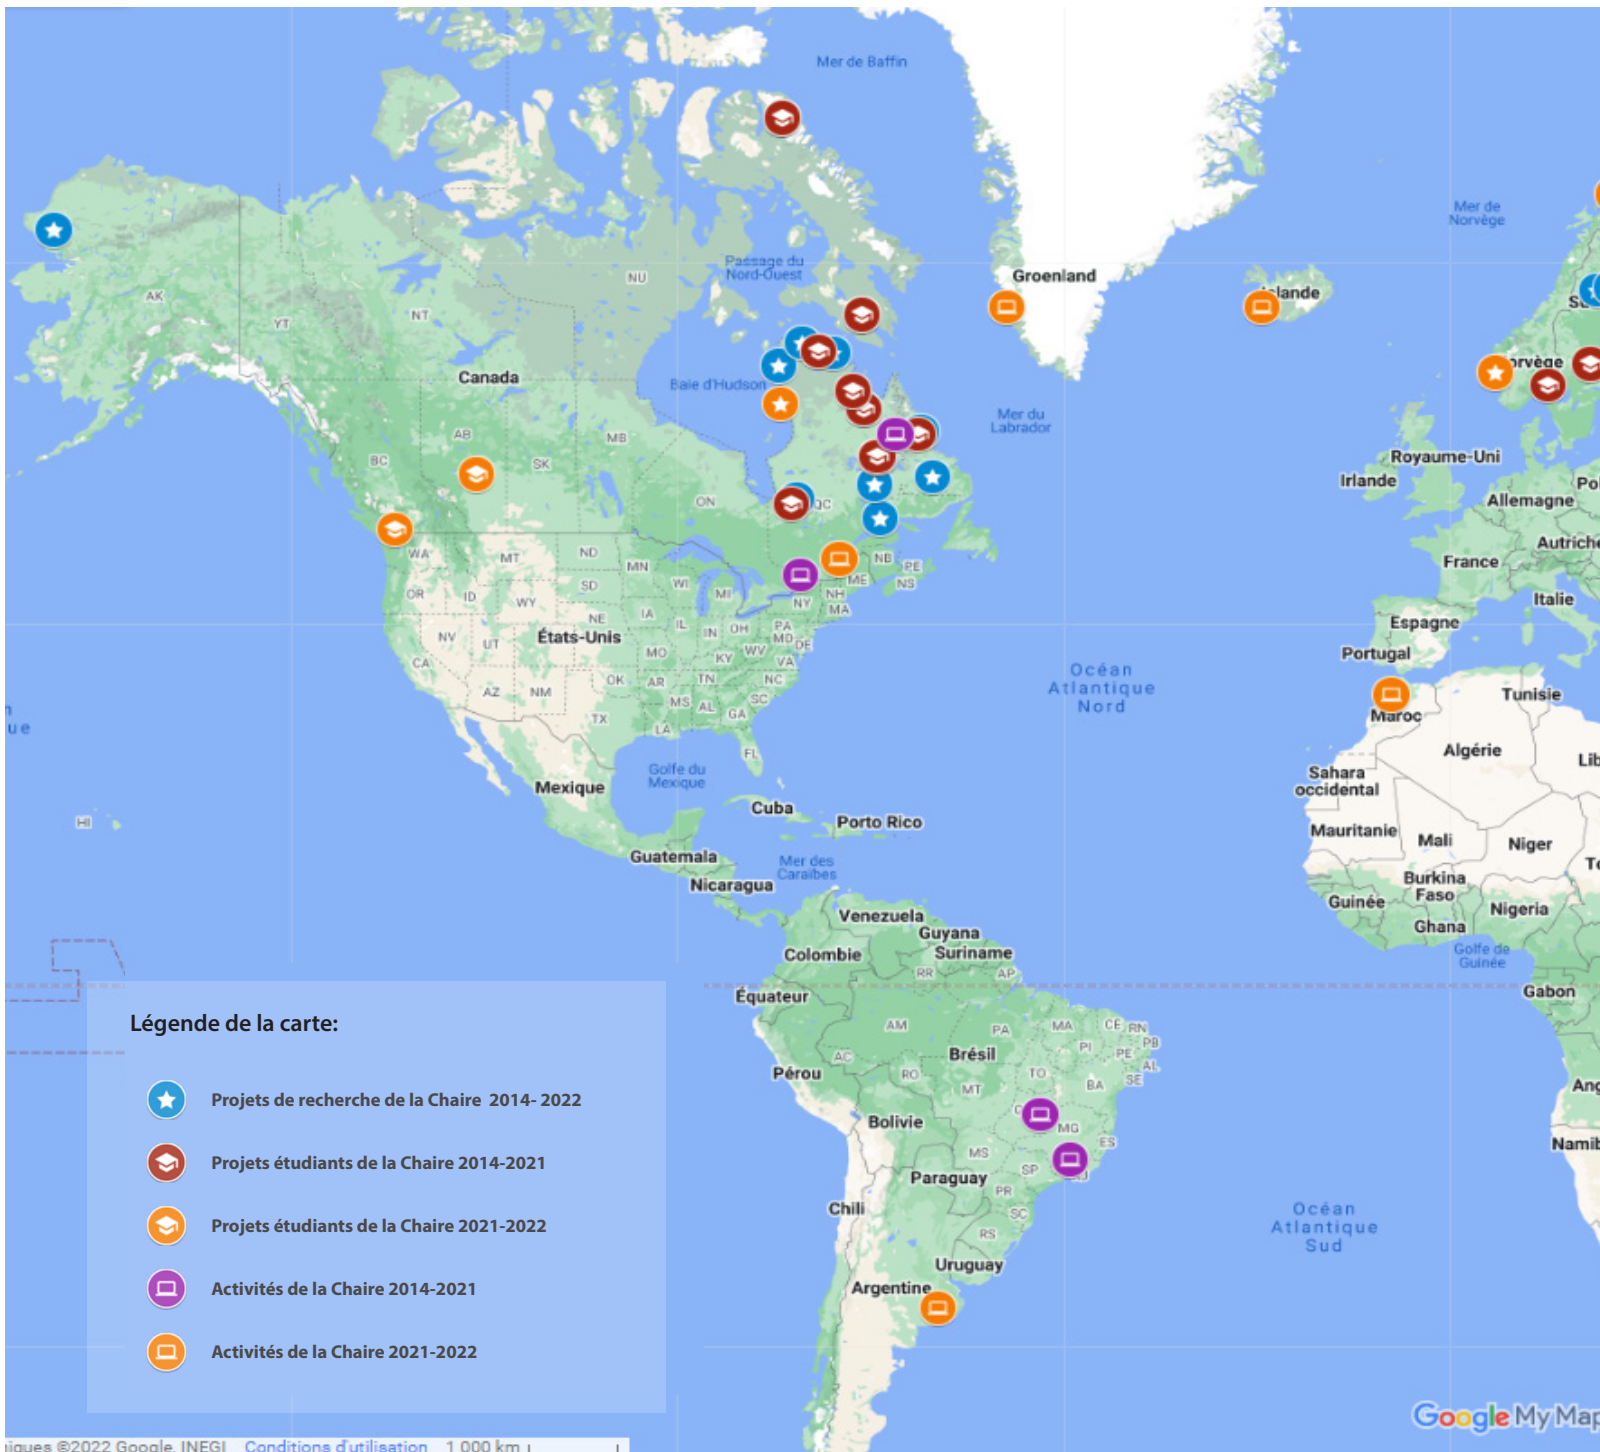 Mer de Baffin
Mer de
Norvège
Passage du
Nord-Ouest
NU
Groenland
Islande
AK
YT
NT
Canada
Baie d'Hudson
Mer du
Labrador
Norvège
AB
BC
SK
MB
ON
QC
Royaume-Uni
Irlande
Allemagne
Autriche
France
Italie
WA
MT
ND
MN
NB
PE
ME
NS
OR
ID
WY
SD
WI
MI
NY
NH
MA
NE
IA
IL
IN
OH
PA
MD
DE
NV
UT
États-Unis
MO
KY
WV
VA
CA
AZ
NM
OK
AR
TN
NC
MS
AL
GA
SC
TX
LA
FL
Espagne
Portugal
Océan
Atlantique
Nord
Maroc
Tunisie
Algérie
Lib
ue
Sahara
occidental
Golfe du
Mexique
Mexique
Cuba
Porto Rico
HI
Mauritanie
Mali
Niger
Guatemala
Mer des
Caraïbes
Nicaragua
Burkina
Faso
Guinée
Nigeria
Ghana
Golfe de
Guinée
Gabon
Venezuela
Guyana
Suriname
Colombie
RR
AP
Équateur
AM
PA
MA
CE
RN
PB
PI
PE
AL
SE
AC
Brésil
TO
BA
Pérou
RO
MT
Ang
Bolivie
MG
ES
Namib
MS
SP
Paraguay
PR
SC
Chili
RS
Uruguay
Argentine
Océan
Atlantique
Sud
Légende de la carte:
Projets de recherche de la Chaire 2014- 2022
Projets étudiants de la Chaire 2014-2021
Projets étudiants de la Chaire 2021-2022
Activités de la Chaire 2014-2021
Activités de la Chaire 2021-2022
Google My Map
iques ©2022 Google, INEGI Conditions d'utilisation 1 000 km